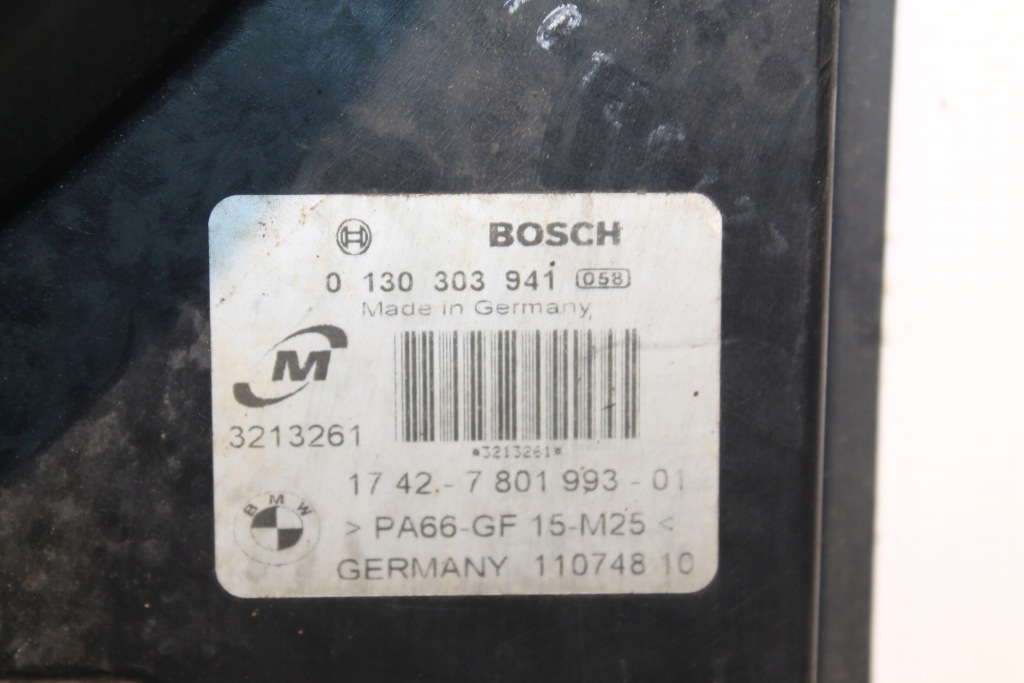 BOSCH
0 130 303 941 058
Made in Germany
M
3213261
*3213261*
17 42.- 7 801 993 - 01
BMW
> PA66-GF 15-M25 <
GERMANY 110748 10